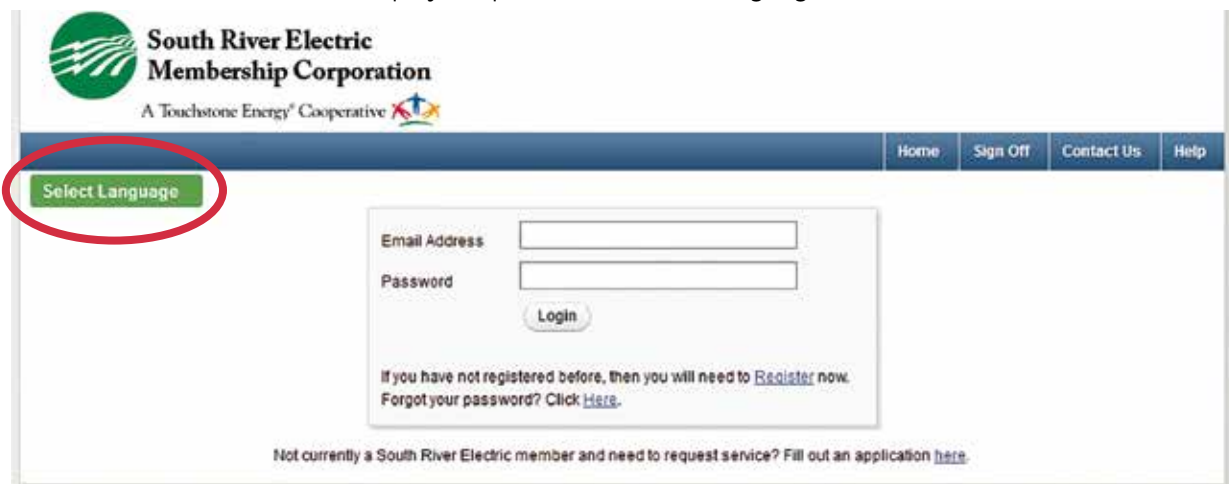 South River Electric
Membership Corporation
A Touchstone Energy® Cooperative
Home Sign Off Contact Us Help
Select Language
Email Address
Password
Login
If you have not registered before, then you will need to Register now.
Forgot your password? Click Here.
Not currently a South River Electric member and need to request service? Fill out an application here.